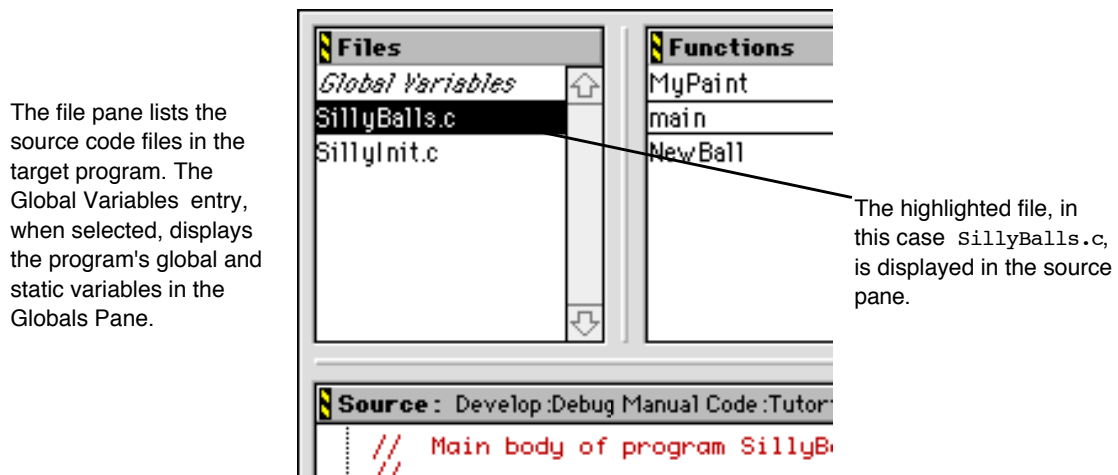 The file pane lists the
source code files in the
target program. The
Global Variables entry,
when selected, displays
the program's global and
static variables in the
Globals Pane.
Files
Global Variables
SillyBalls.c
SillyInit.c
Functions
MyPaint
main
NewBall
The highlighted file, in
this case SillyBalls.c,
is displayed in the source
pane.
Source: Develop:Debug Manual Code:Tutor
// Main body of program SillyB
//